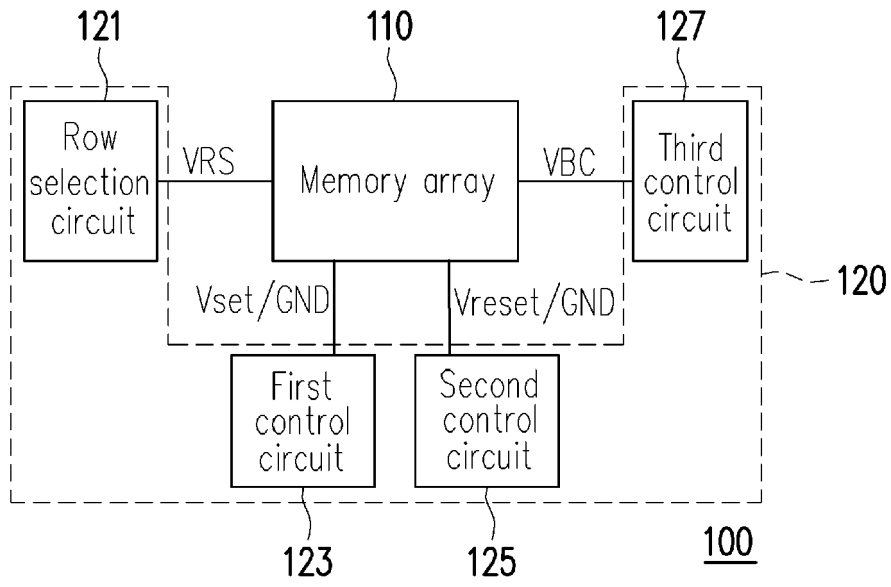 121
110
127
Row
selection
circuit
VRS
Memory array
VBC
Third
control
circuit
120
Vset/GND
Vreset/GND
First
control
circuit
Second
control
circuit
123
125
100